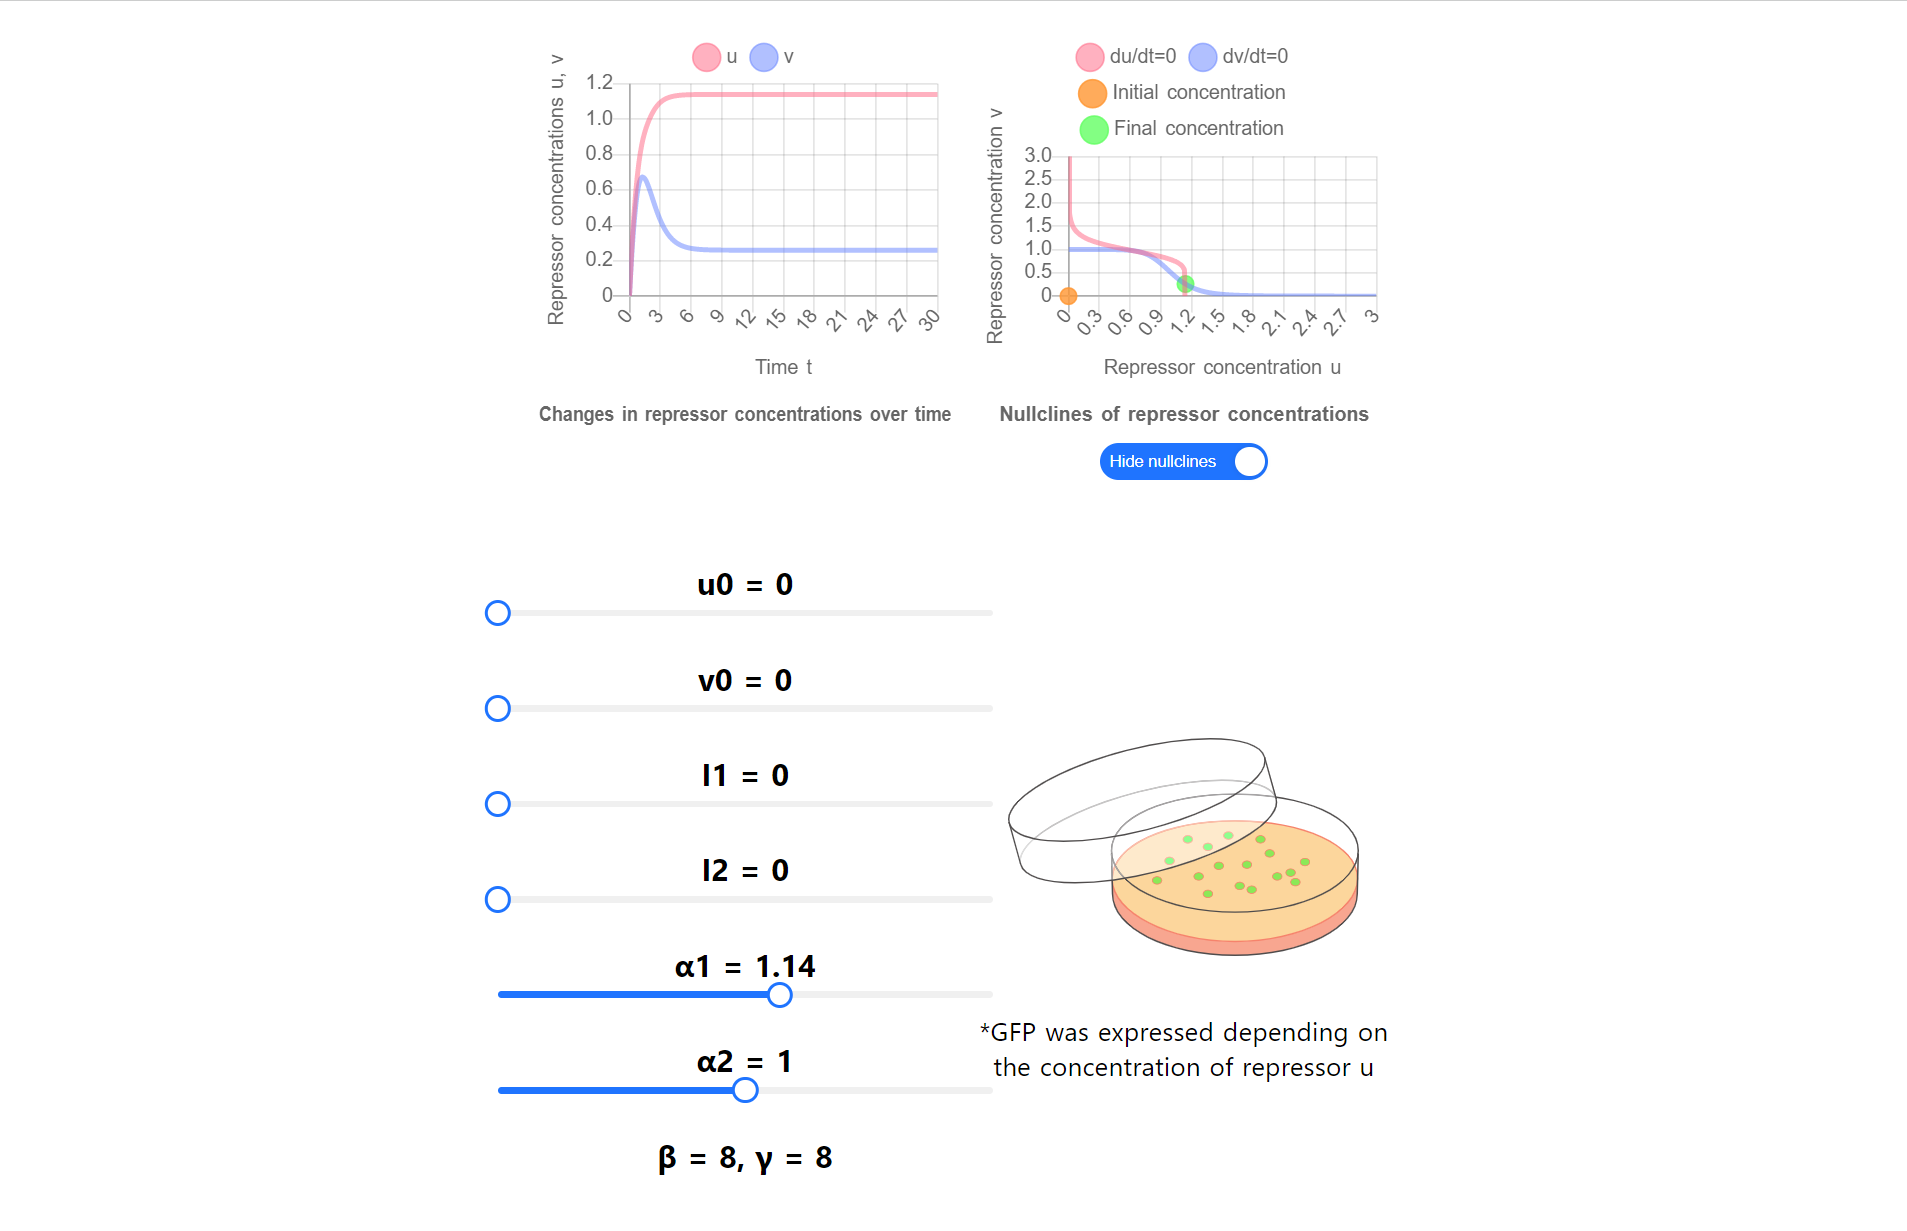 u v
Repressor concentrations u, v
1.2
1.0
0.8
0.6
0.4
0.2
0
0 3 6 9 12 15 18 21 24 27 30
Time t
Changes in repressor concentrations over time
du/dt=0 dv/dt=0
Initial concentration
Final concentration
Repressor concentration v
3.0
2.5
2.0
1.5
1.0
0.5
0
0 0.3 0.6 0.9 1.2 1.5 1.8 2.1 2.4 2.7 3
Repressor concentration u
Nullclines of repressor concentrations
Hide nullclines
u0 = 0
v0 = 0
I1 = 0
I2 = 0
α1 = 1.14
α2 = 1
β = 8, γ = 8
*GFP was expressed depending on
the concentration of repressor u